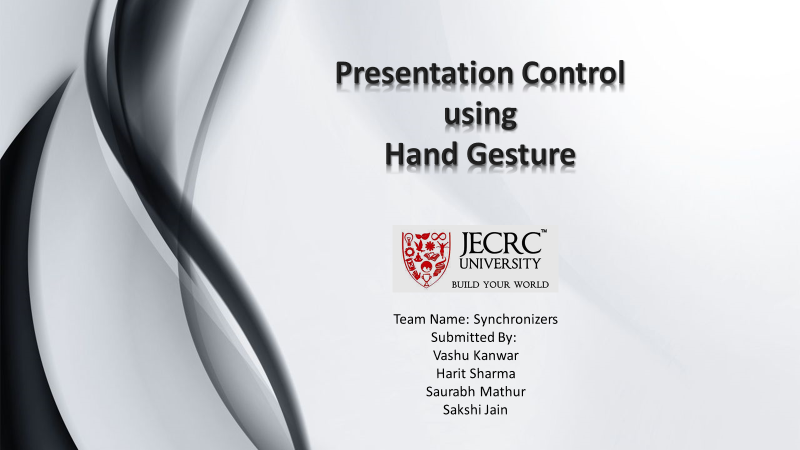 Presentation Control
using
Hand Gesture
JECRC™
UNIVERSITY
BUILD YOUR WORLD
Team Name: Synchronizers
Submitted By:
Vashu Kanwar
Harit Sharma
Saurabh Mathur
Sakshi Jain